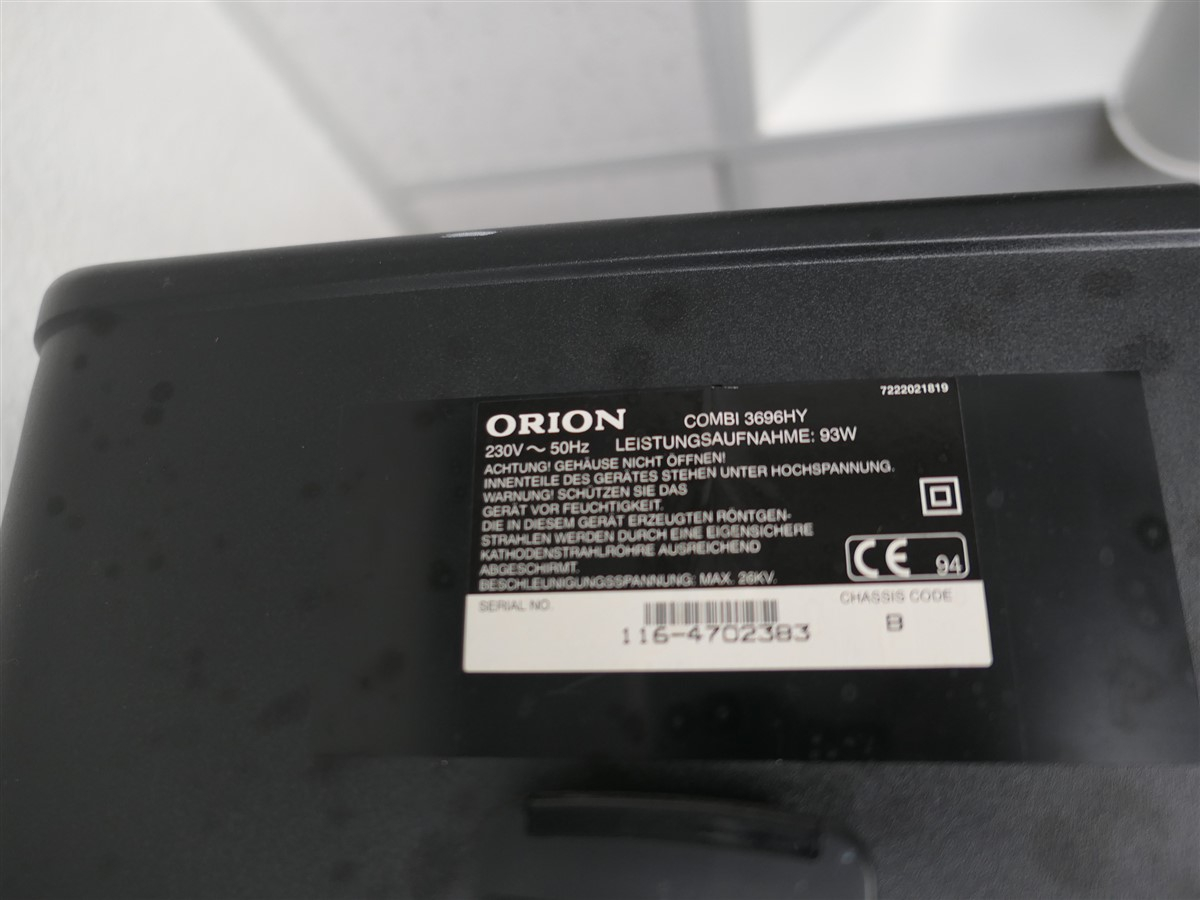 7222021819
ORION COMBI 3696HY
230V ~ 50Hz LEISTUNGSAUFNAHME: 93W
ACHTUNG! GEHÄUSE NICHT ÖFFNEN!
INNENTEILE DES GERÄTES STEHEN UNTER HOCHSPANNUNG.
WARNUNG! SCHÜTZEN SIE DAS
GERÄT VOR FEUCHTIGKEIT.
DIE IN DIESEM GERÄT ERZEUGTEN RÖNTGEN-
STRAHLEN WERDEN DURCH EINE EIGENSICHERE
KATHODENSTRAHLRÖHRE AUSREICHEND
ABGESCHIRMT.
BESCHLEUNIGUNGSSPANNUNG: MAX. 26KV.
CE 94
SERIAL NO. CHASSIS CODE
116-4702383 B